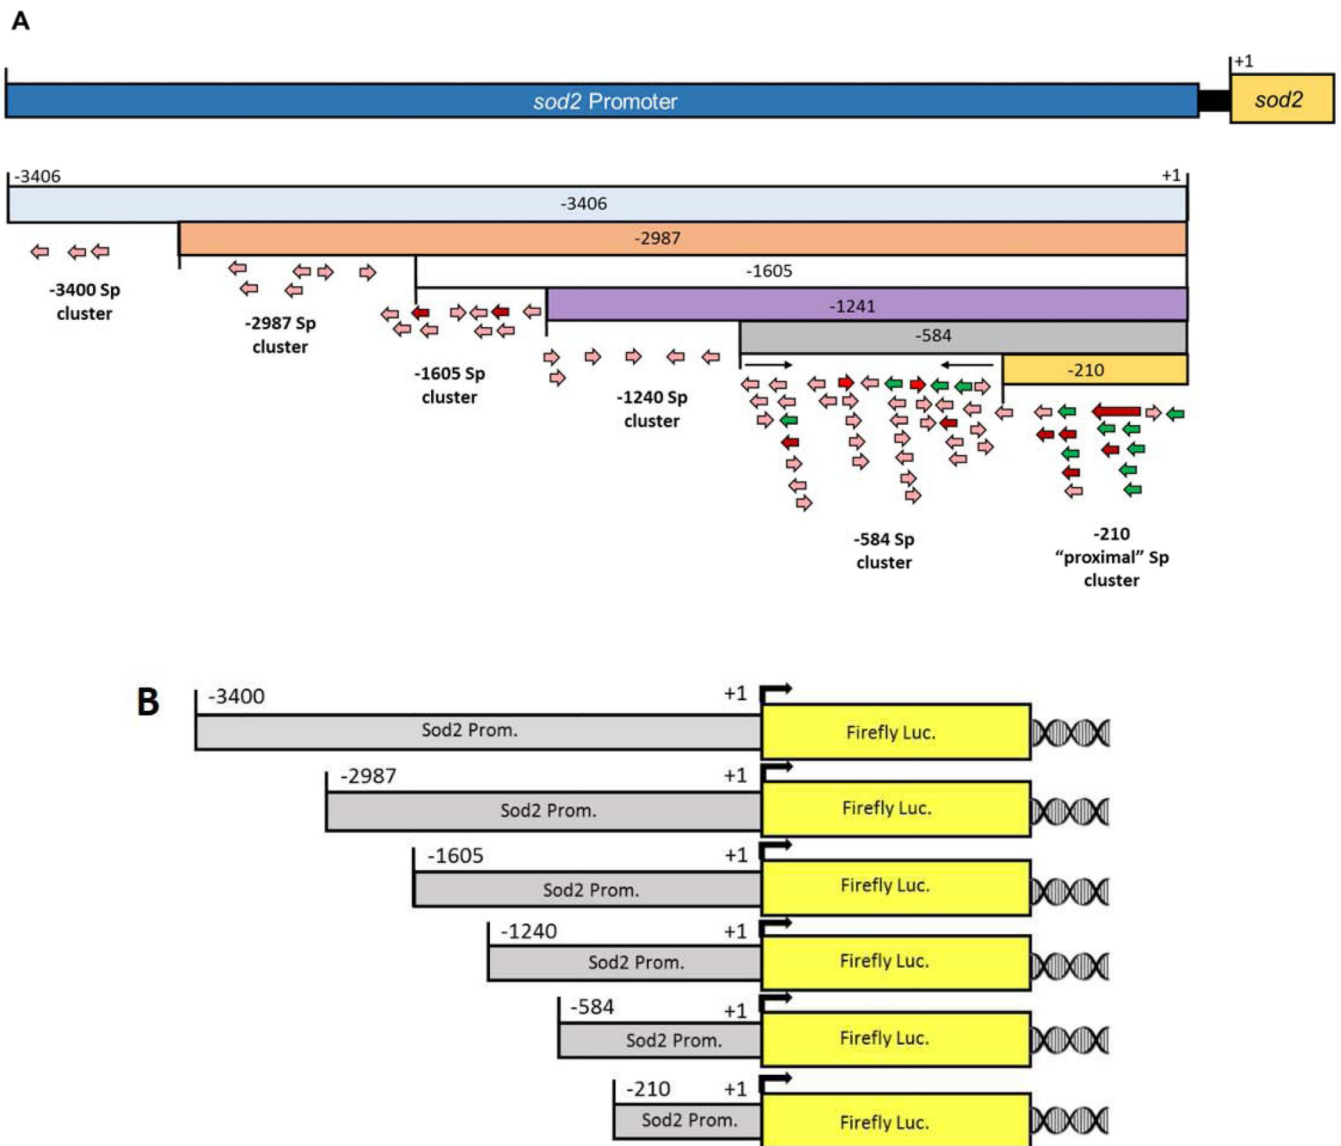 A
+1
sod2 Promoter
sod2
-3406
+1
-3406
-2987
-1605
-1241
-584
-210
-3400 Sp
cluster
-2987 Sp
cluster
-1605 Sp
cluster
-1240 Sp
cluster
-584 Sp
cluster
-210
“proximal” Sp
cluster
B
-3400
+1
Sod2 Prom.
Firefly Luc.
-2987
+1
Sod2 Prom.
Firefly Luc.
-1605
+1
Sod2 Prom.
Firefly Luc.
-1240
+1
Sod2 Prom.
Firefly Luc.
-584
+1
Sod2 Prom.
Firefly Luc.
-210
+1
Sod2 Prom.
Firefly Luc.